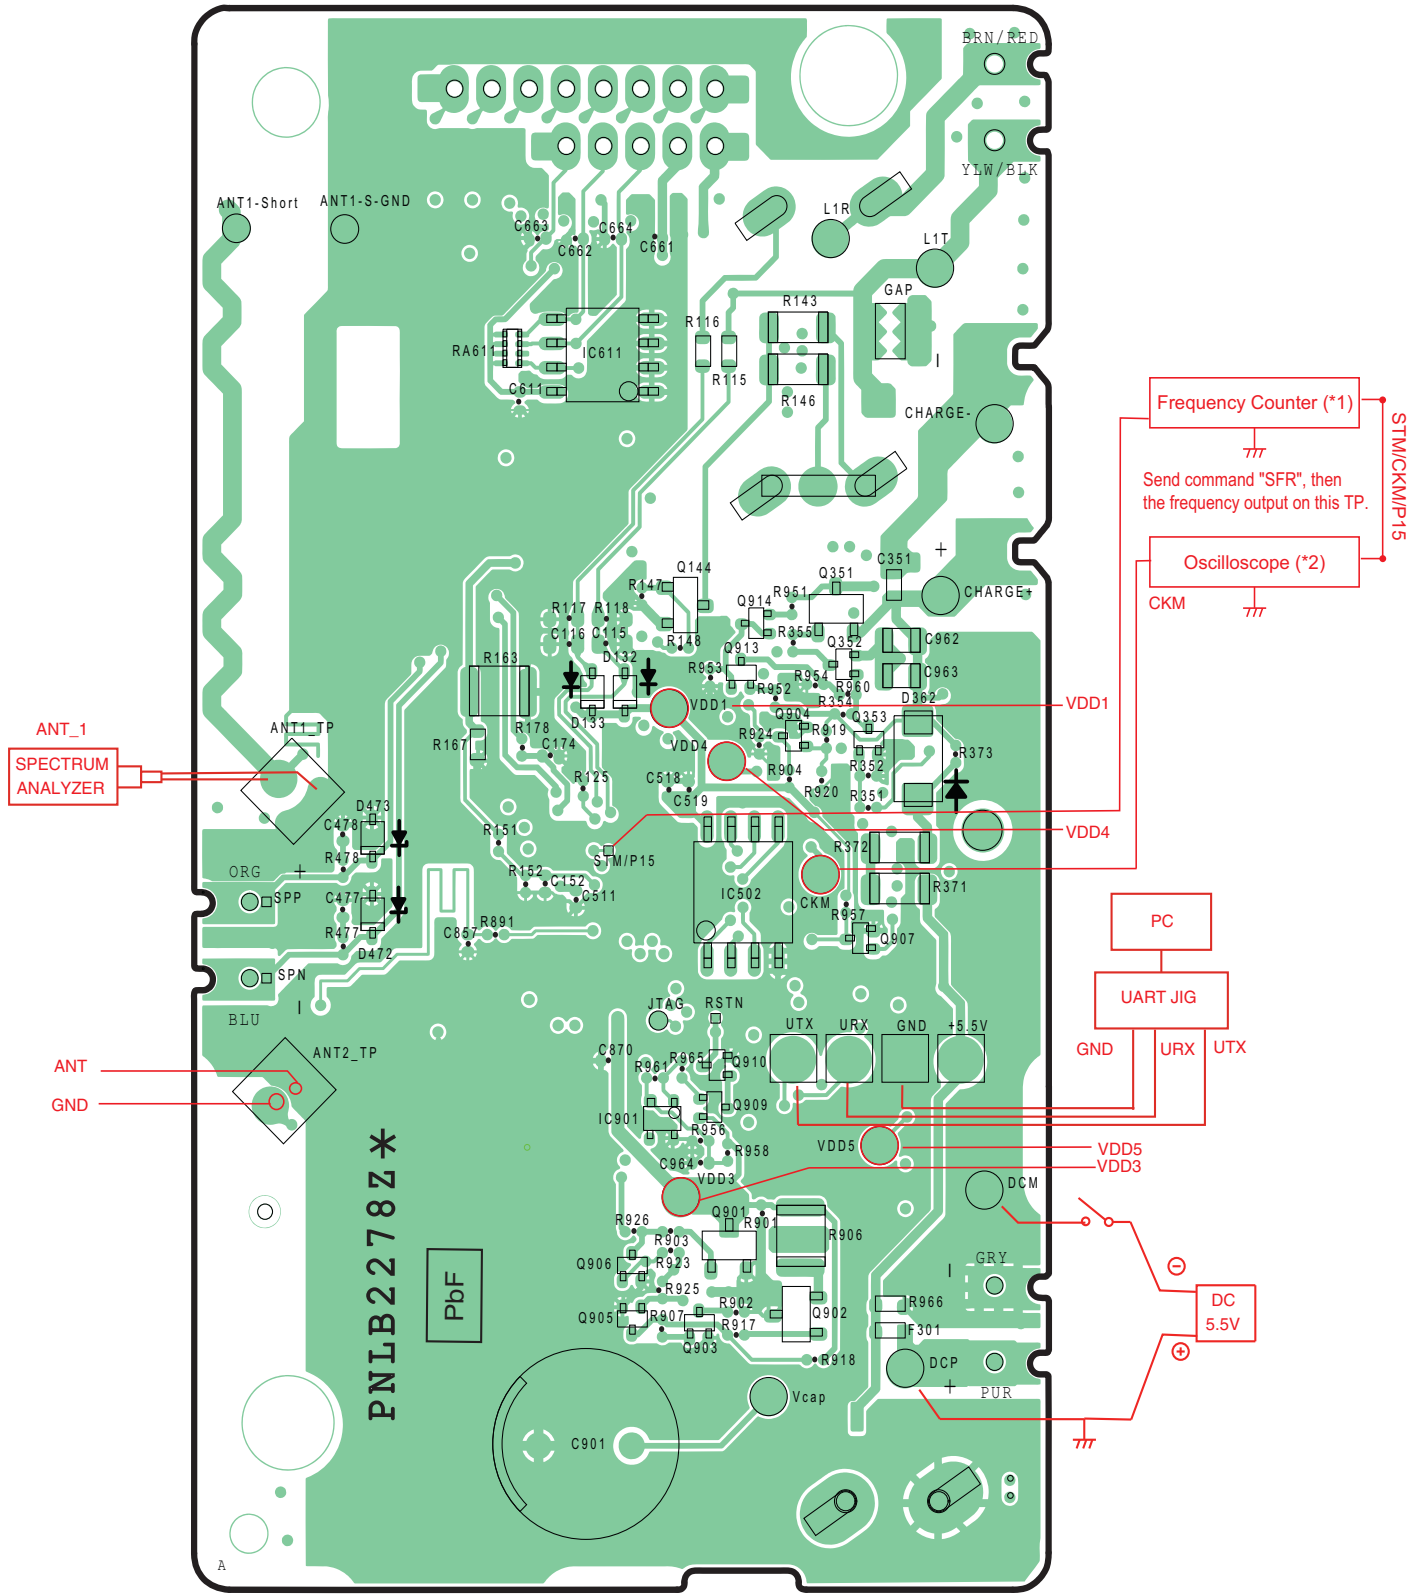 BRN/RED
YLW/BLK
ANT1-Short
ANT1-S-GND
L1R
C663
C664
C662
C661
L1T
GAP
R143
R116
RA611
IC611
R115
C611
R146
CHARGE-
Frequency Counter (*1)
Send command "SFR", then
the frequency output on this TP.
STM/CKM/P15
Oscilloscope (*2)
CKM
+
C351
Q144
Q351
R147
R951
CHARGE+
Q914
R117
R118
C116
C115
R355
Q352
C962
R148
Q913
D132
R163
R953
C963
R954
R960
R952
D362
VDD1
VDD1
R354
D133
Q904
Q353
ANT_1
ANT1_TP
R178
R167
C174
VDD4
R924
R919
R373
SPECTRUM
ANALYZER
R352
R125
C518
R904
R920
C519
R351
D473
C478
VDD4
R151
R372
R478
STM/P15
ORG
+
R152
C152
C511
IC502
R371
SPP
C477
CKM
PC
R957
R477
R891
C857
D472
Q907
SPN
UART JIG
JTAG
RSTN
BLU
UTX
URX
GND
+5.5V
GND
URX
UTX
ANT2_TP
C870
R961
R965
Q910
ANT
GND
Q909
IC901
R956
R958
VDD5
VDD5
C964
VDD3
VDD3
DCM
R926
Q901
R901
R903
R906
Q906
R923
GRY
R925
DC
5.5V
R966
R902
Q902
Q905
R907
R917
F301
Q903
R918
DCP
+
PUR
Vcap
PNLB2278Z*
PbF
C901
A